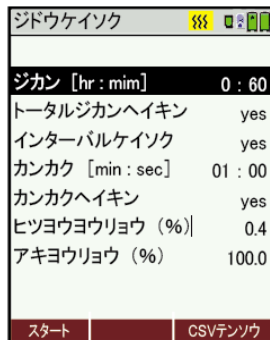 ジドウケイソク
ジカン [hr : mim] 0 : 60
トータルジカンヘイキン yes
インターバルケイソク yes
カンカク [min : sec] 01 : 00
カンカクヘイキン yes
ヒツヨウヨウリョウ (%) 0.4
アキヨウリョウ (%) 100.0
スタート CSVテンソウ